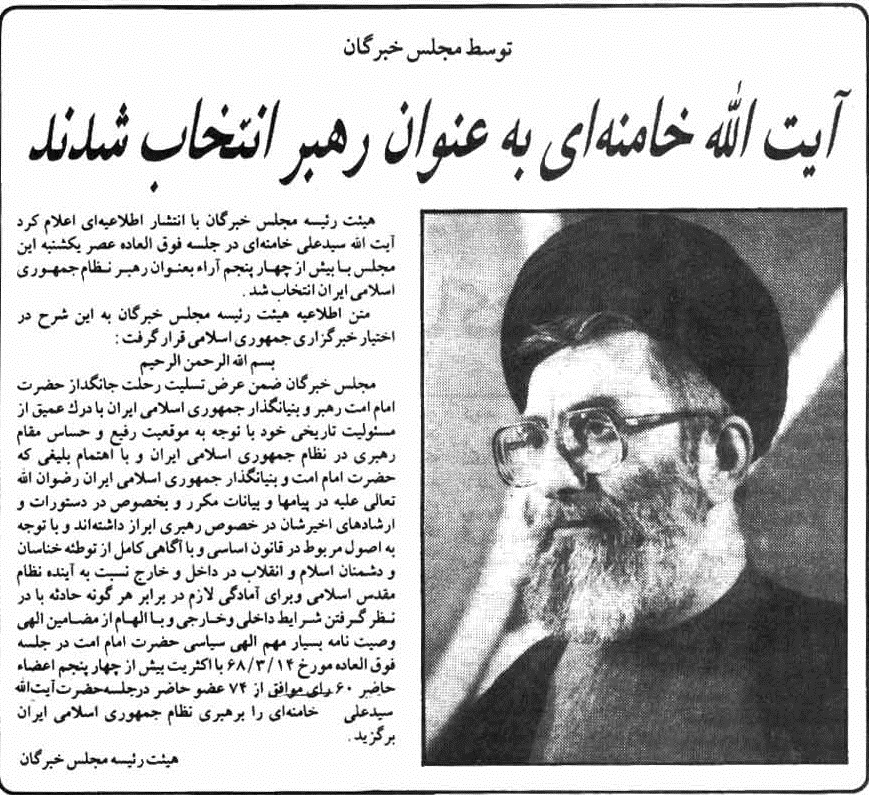 توسط مجلس خبرگان
آیت الله خامنه‌ای به عنوان رهبر انتخاب شدند
هیئت رئیسه مجلس خبرگان با انتشار اطلاعیه‌ای اعلام کرد
آیت الله سیدعلی خامنه‌ای در جلسه فوق العاده عصر یکشنبه این
مجلس با بیش از چهار پنجم آراء بعنوان رهبر نظام جمهوری
اسلامی ایران انتخاب شد.
متن اطلاعیه هیئت رئیسه مجلس خبرگان به این شرح در
اختیار خبرگزاری جمهوری اسلامی قرار گرفت:
بسم الله الرحمن الرحیم
مجلس خبرگان ضمن عرض تسلیت رحلت جانگداز حضرت
امام امت رهبر و بنیانگذار جمهوری اسلامی ایران با درك عمیق از
مسئولیت تاریخی خود با توجه به موقعیت رفیع و حساس مقام
رهبری در نظام جمهوری اسلامی ایران و با اهتمام بلیغی که
حضرت امام امت و بنیانگذار جمهوری اسلامی ایران رضوان الله
تعالی علیه در پیامها و بیانات مکرر و بخصوص در دستورات و
ارشادهای اخیرشان در خصوص رهبری ابراز داشته‌اند و با توجه
به اصول مربوط در قانون اساسی و با آگاهی کامل از توطئه خناسان
و دشمنان اسلام و انقلاب در داخل و خارج نسبت به آینده نظام
مقدس اسلامی وبرای آمادگی لازم در برابر هر گونه حادثه با در
نظر گرفتن شرایط داخلی وخارجی و با الهام از مضامین الهی
وصیت نامه بسیار مهم الهی سیاسی حضرت امام امت در جلسه
فوق العاده مورخ ۶۸/۳/۱۴ با اکثریت بیش از چهار پنجم اعضاء
حاضر ۶۰ رای موافق از ۷۴ عضو حاضر درجلسه حضرت آیت‌الله
سیدعلی خامنه‌ای را برهبری نظام جمهوری اسلامی ایران
برگزید.
هیئت رئیسه مجلس خبرگان